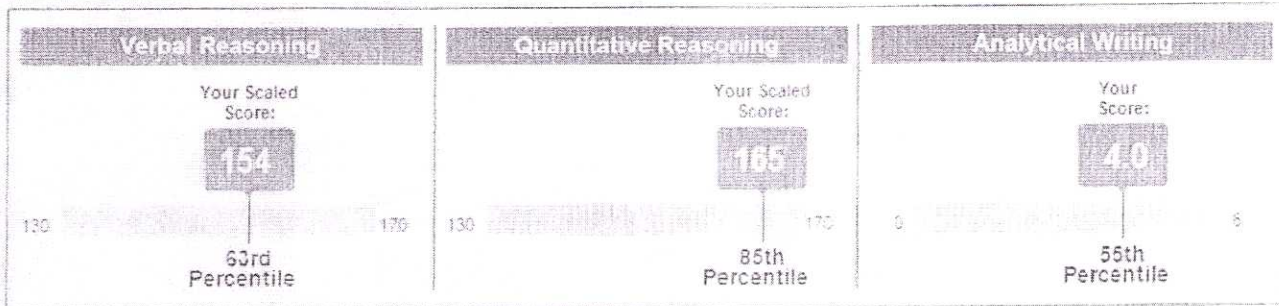 Verbal Reasoning
Your Scaled
Score:
154
130
170
63rd
Percentile
Quantitative Reasoning
Your Scaled
Score:
165
130
170
85th
Percentile
Analytical Writing
Your
Score:
4.0
0
6
55th
Percentile